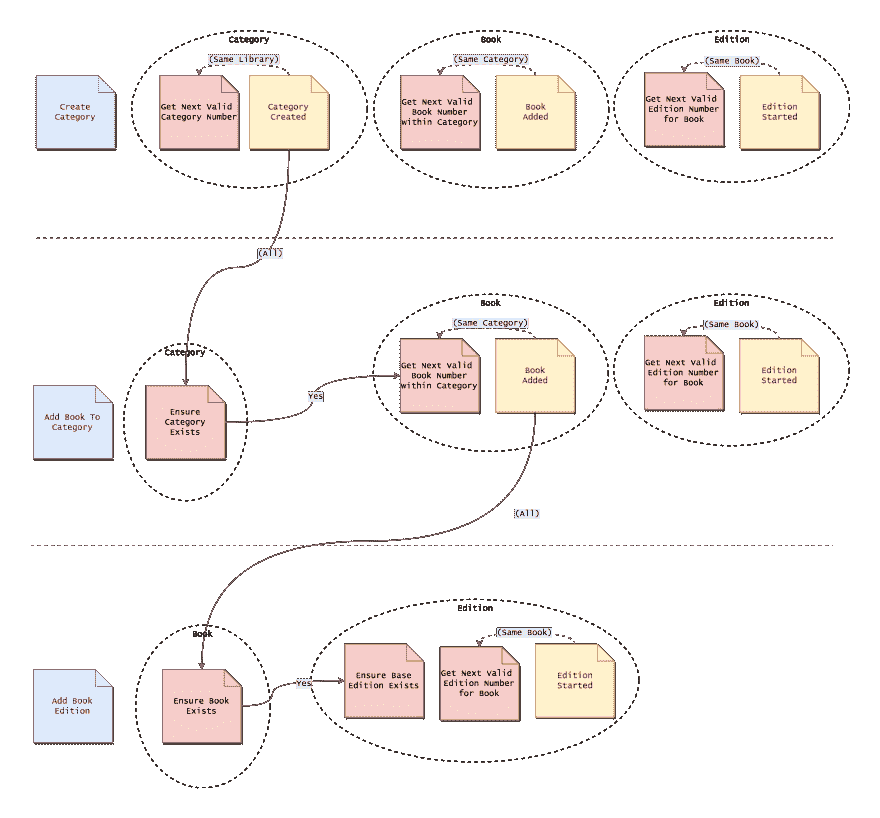 Category
Book
Edition
(Same Library)
(Same Category)
(Same Book)
Create
Category
Get Next Valid
Category Number
Category
Created
Get Next Valid
Book Number
within Category
Book
Added
Get Next Valid
Edition Number
for Book
Edition
Started
(All)
Book
Edition
(Same Category)
(Same Book)
Category
Get Next Valid
Book Number
within Category
Book
Added
Get Next Valid
Edition Number
for Book
Edition
Started
Add Book To
Category
Ensure
Category
Exists
Yes
(All)
Edition
Book
(Same Book)
Add Book
Edition
Ensure Book
Exists
Yes
Ensure Base
Edition Exists
Get Next Valid
Edition Number
for Book
Edition
Started